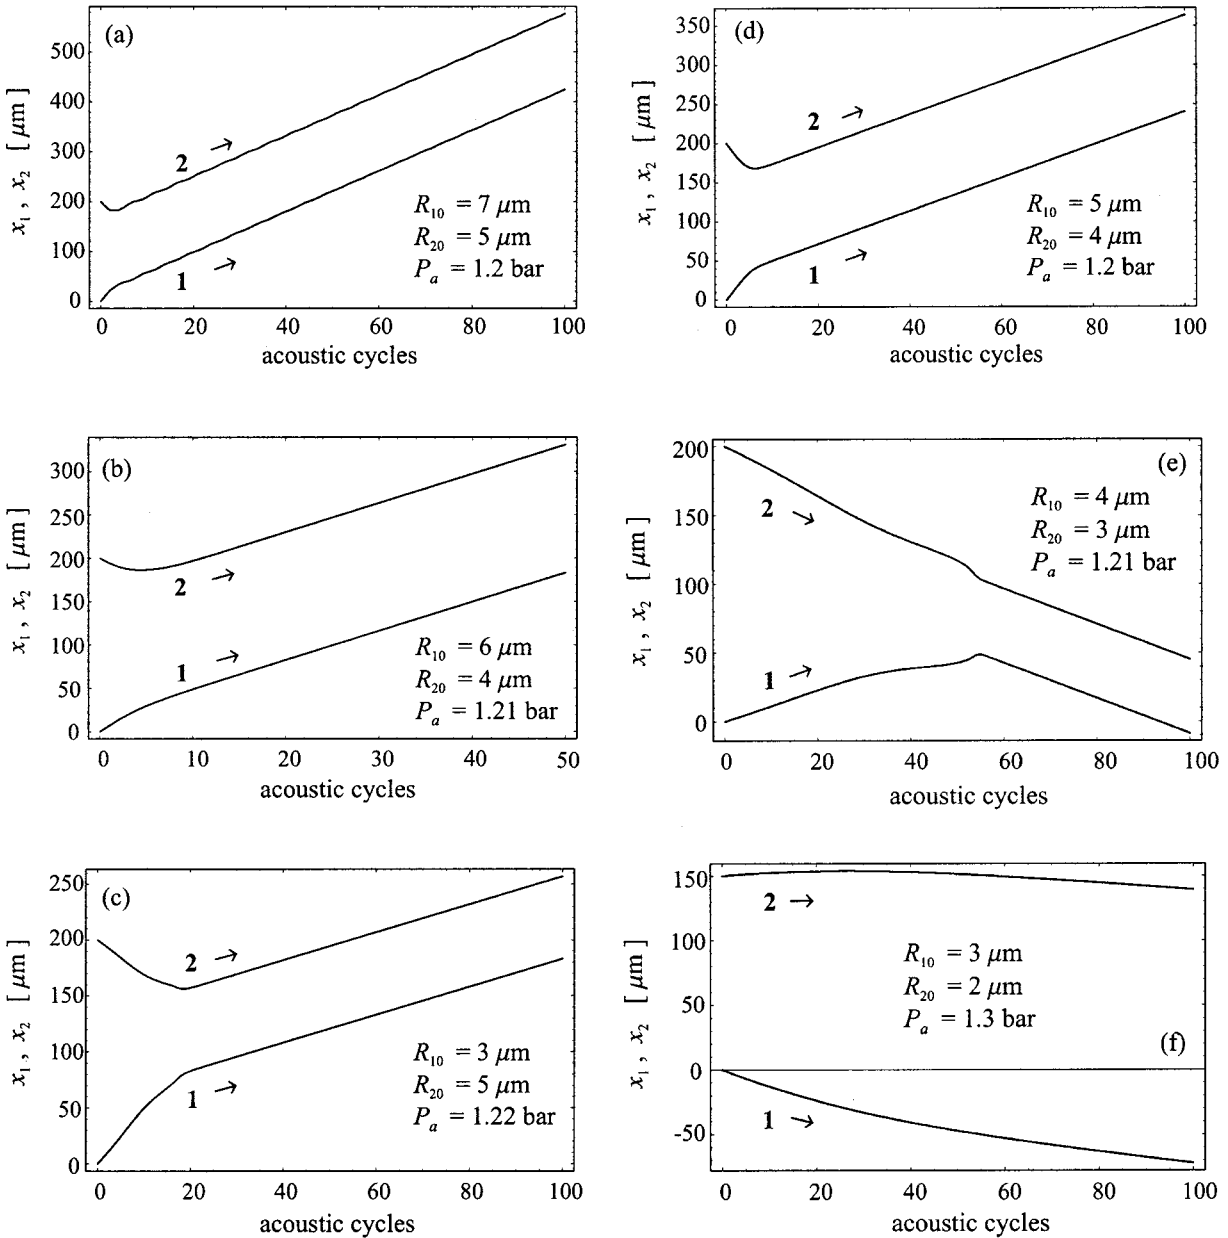 (a)
500
400
300
200
100
0
x₁ , x₂ [ μm ]
2 →
1 →
R₁₀ = 7 μm
R₂₀ = 5 μm
Pₐ = 1.2 bar
0 20 40 60 80 100
acoustic cycles
(d)
350
300
250
200
150
100
50
0
x₁ , x₂ [ μm ]
2 →
1 →
R₁₀ = 5 μm
R₂₀ = 4 μm
Pₐ = 1.2 bar
0 20 40 60 80 100
acoustic cycles
(b)
300
250
200
150
100
50
0
x₁ , x₂ [ μm ]
2 →
1 →
R₁₀ = 6 μm
R₂₀ = 4 μm
Pₐ = 1.21 bar
0 10 20 30 40 50
acoustic cycles
(e)
200
150
100
50
0
x₁ , x₂ [ μm ]
2 →
1 →
R₁₀ = 4 μm
R₂₀ = 3 μm
Pₐ = 1.21 bar
0 20 40 60 80 100
acoustic cycles
(c)
250
200
150
100
50
0
x₁ , x₂ [ μm ]
2 →
1 →
R₁₀ = 3 μm
R₂₀ = 5 μm
Pₐ = 1.22 bar
0 20 40 60 80 100
acoustic cycles
150
100
50
0
-50
x₁ , x₂ [ μm ]
2 →
R₁₀ = 3 μm
R₂₀ = 2 μm
Pₐ = 1.3 bar
(f)
1 →
0 20 40 60 80 100
acoustic cycles